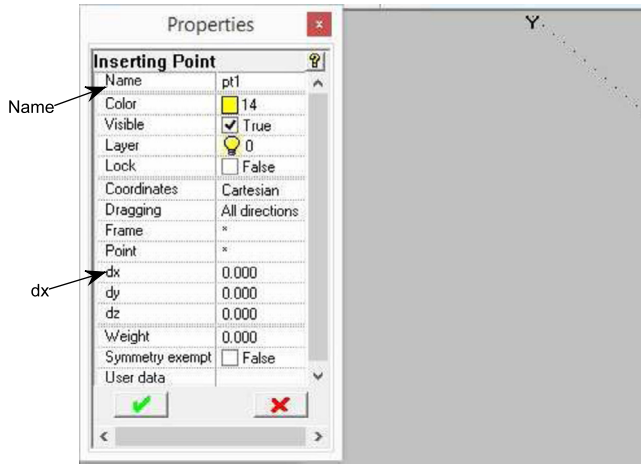 Properties x
Y
Inserting Point ?
Name
Name pt1
Color 14
Visible True
Layer 0
Lock False
Coordinates Cartesian
Dragging All directions
Frame *
Point *
dx
dx 0.000
dy 0.000
dz 0.000
Weight 0.000
Symmetry exempt False
User data